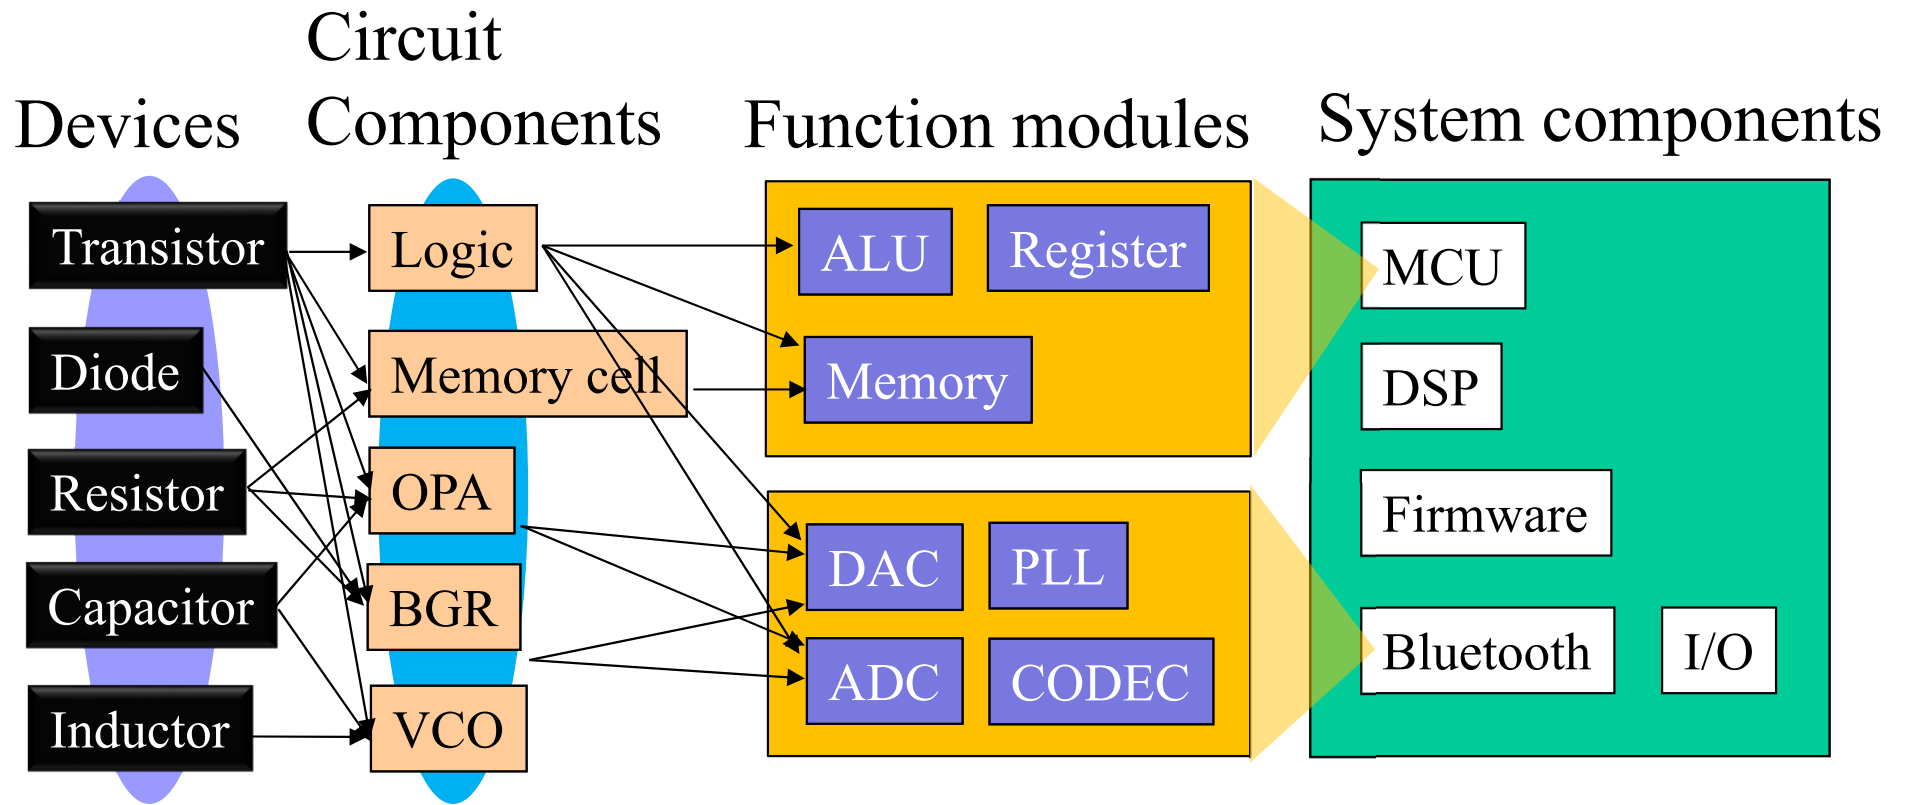 Devices
Circuit
Components
Function modules
System components
Transistor
Diode
Resistor
Capacitor
Inductor
Logic
Memory cell
OPA
BGR
VCO
ALU
Register
Memory
DAC
PLL
ADC
CODEC
MCU
DSP
Firmware
Bluetooth
I/O